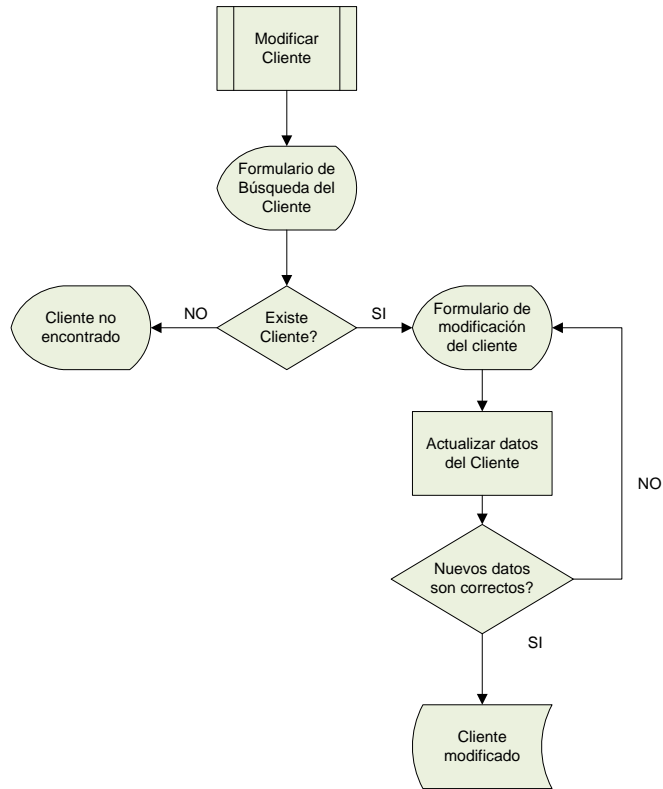 Modificar
Cliente
Formulario de
Búsqueda del
Cliente
Cliente no
encontrado
NO
Existe
Cliente?
SI
Formulario de
modificación
del cliente
Actualizar datos
del Cliente
NO
Nuevos datos
son correctos?
SI
Cliente
modificado